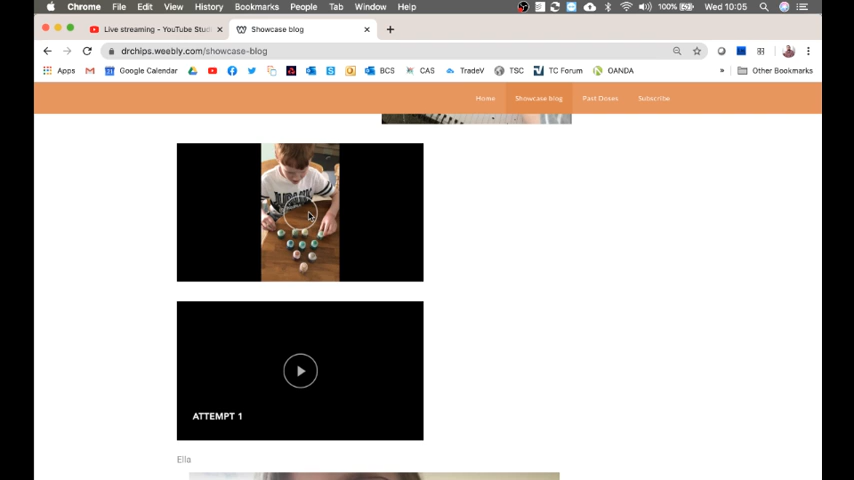 Chrome File Edit View History Bookmarks People Tab Window Help 100% Wed 10:05
Live streaming - YouTube Stud Showcase blog
drchips.weebly.com/showcase-blog
Apps Google Calendar BCS CAS TradeV TSC TC Forum OANDA » Other Bookmarks
Home Showcase blog Past Doses Subscribe
ATTEMPT 1
Ella